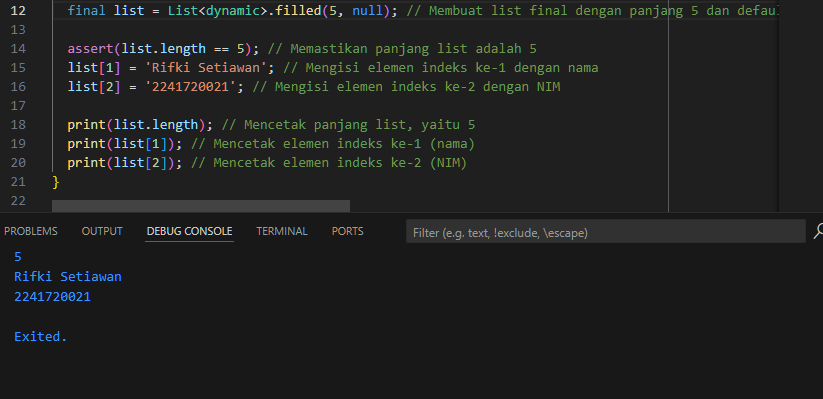 12 final list = List<dynamic>.filled(5, null); // Membuat list final dengan panjang 5 dan defau
13
14 assert(list.length == 5); // Memastikan panjang list adalah 5
15 list[1] = 'Rifki Setiawan'; // Mengisi elemen indeks ke-1 dengan nama
16 list[2] = '2241720021'; // Mengisi elemen indeks ke-2 dengan NIM
17
18 print(list.length); // Mencetak panjang list, yaitu 5
19 print(list[1]); // Mencetak elemen indeks ke-1 (nama)
20 print(list[2]); // Mencetak elemen indeks ke-2 (NIM)
21 }
22
PROBLEMS OUTPUT DEBUG CONSOLE TERMINAL PORTS Filter (e.g. text, !exclude, \escape)
5
Rifki Setiawan
2241720021
Exited.